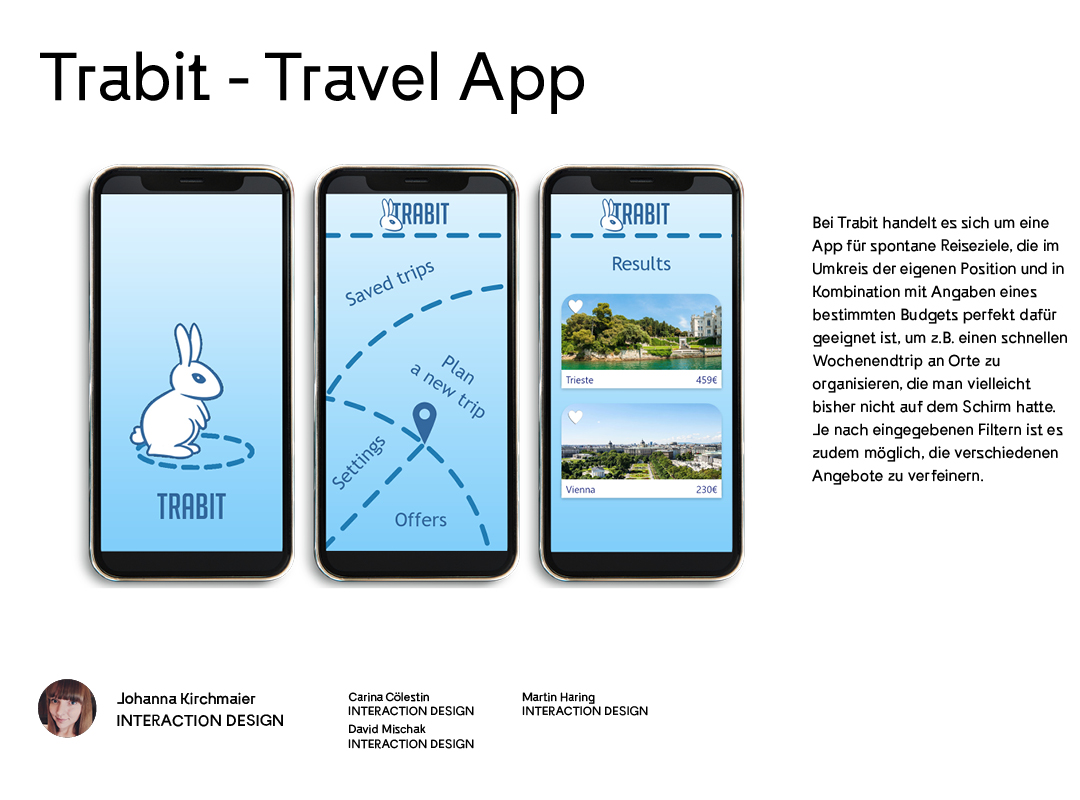 Trabit - Travel App
TRABIT
TRABIT
Saved trips
Plan
a new trip
Settings
Offers
TRABIT
Results
Trieste 459€
Vienna 230€
Bei Trabit handelt es sich um eine
App für spontane Reiseziele, die im
Umkreis der eigenen Position und in
Kombination mit Angaben eines
bestimmten Budgets perfekt dafür
geeignet ist, um z.B. einen schnellen
Wochenendtrip an Orte zu
organisieren, die man vielleicht
bisher nicht auf dem Schirm hatte.
Je nach eingegebenen Filtern ist es
zudem möglich, die verschiedenen
Angebote zu verfeinern.
Johanna Kirchmaier
INTERACTION DESIGN
Carina Cölestin
INTERACTION DESIGN
David Mischak
INTERACTION DESIGN
Martin Haring
INTERACTION DESIGN